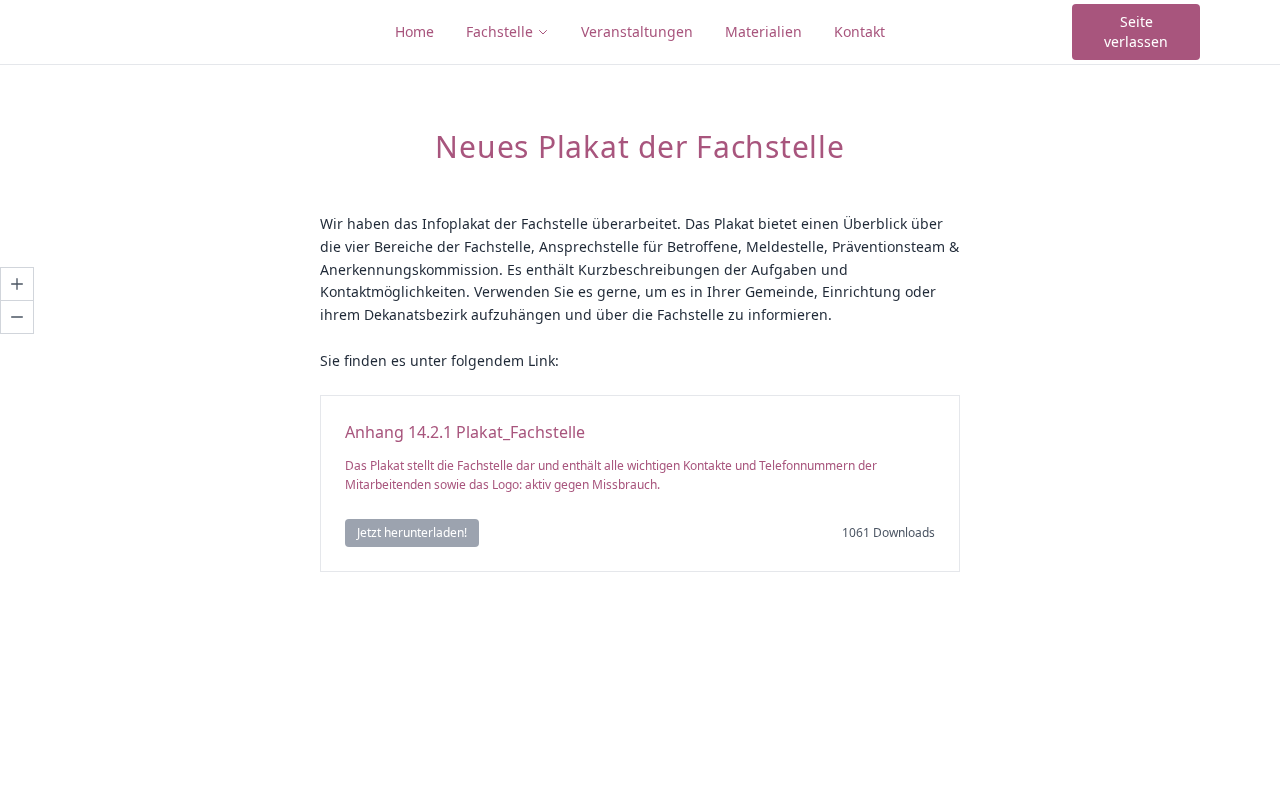 Home
Fachstelle
Veranstaltungen
Materialien
Kontakt
Seite
verlassen
Neues Plakat der Fachstelle
Wir haben das Infoplakat der Fachstelle überarbeitet. Das Plakat bietet einen Überblick über
die vier Bereiche der Fachstelle, Ansprechstelle für Betroffene, Meldestelle, Präventionsteam &
Anerkennungskommission. Es enthält Kurzbeschreibungen der Aufgaben und
Kontaktmöglichkeiten. Verwenden Sie es gerne, um es in Ihrer Gemeinde, Einrichtung oder
ihrem Dekanatsbezirk aufzuhängen und über die Fachstelle zu informieren.
Sie finden es unter folgendem Link:
Anhang 14.2.1 Plakat_Fachstelle
Das Plakat stellt die Fachstelle dar und enthält alle wichtigen Kontakte und Telefonnummern der
Mitarbeitenden sowie das Logo: aktiv gegen Missbrauch.
Jetzt herunterladen!
1061 Downloads